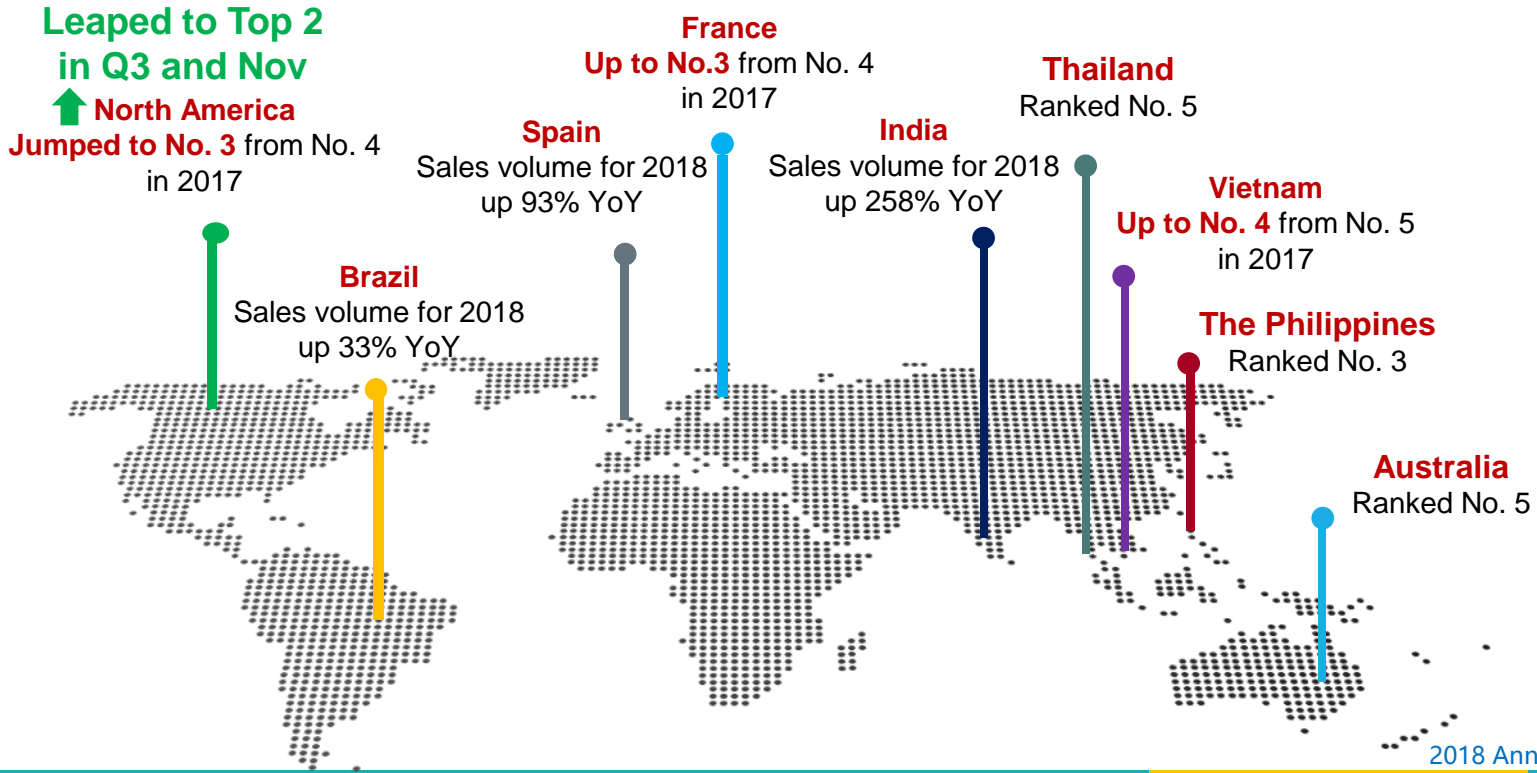 Leaped to Top 2
in Q3 and Nov
North America
Jumped to No. 3 from No. 4
in 2017
Brazil
Sales volume for 2018
up 33% YoY
Spain
Sales volume for 2018
up 93% YoY
France
Up to No.3 from No. 4
in 2017
India
Sales volume for 2018
up 258% YoY
Thailand
Ranked No. 5
Vietnam
Up to No. 4 from No. 5
in 2017
The Philippines
Ranked No. 3
Australia
Ranked No. 5
2018 Ann